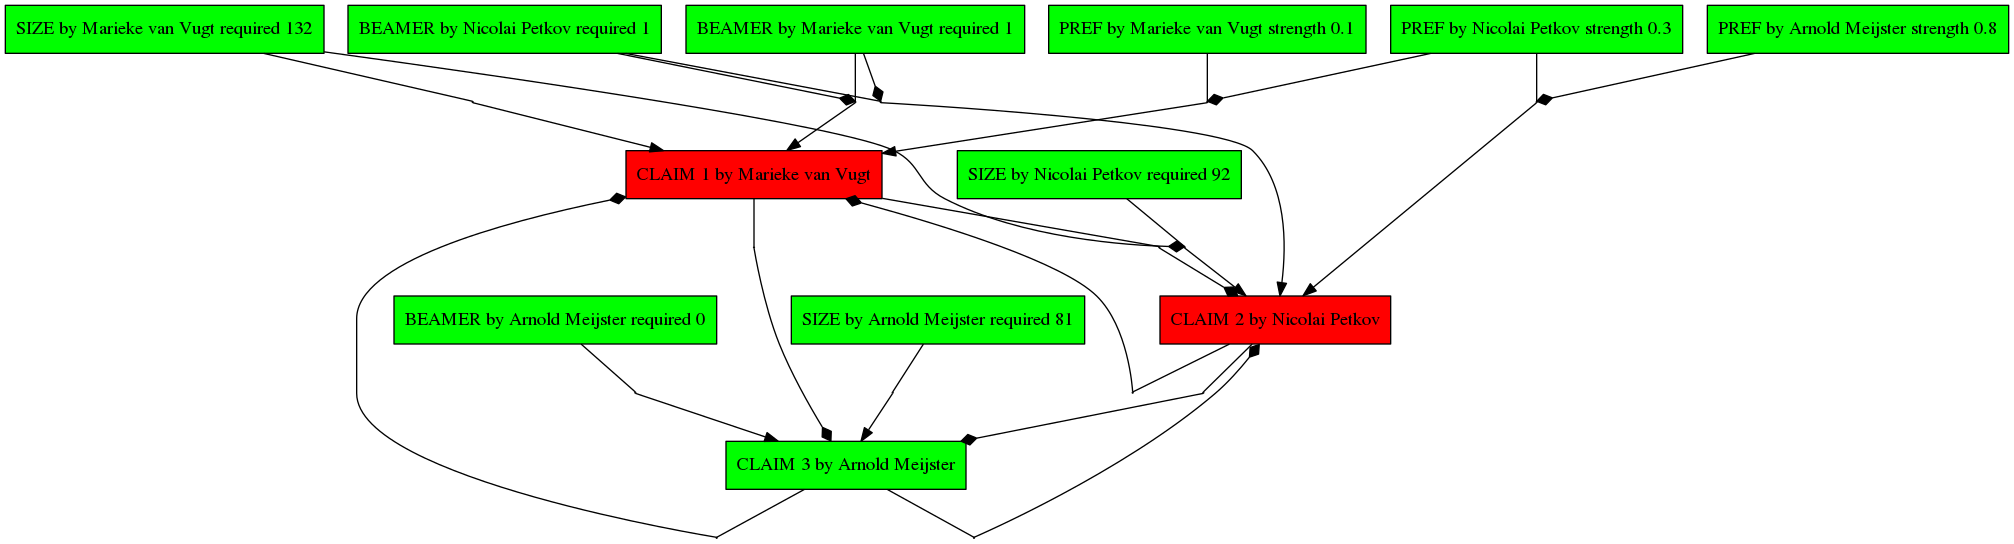 SIZE by Marieke van Vugt required 132
BEAMER by Nicolai Petkov required 1
BEAMER by Marieke van Vugt required 1
PREF by Marieke van Vugt strength 0.1
PREF by Nicolai Petkov strength 0.3
PREF by Arnold Meijster strength 0.8
CLAIM 1 by Marieke van Vugt
SIZE by Nicolai Petkov required 92
BEAMER by Arnold Meijster required 0
SIZE by Arnold Meijster required 81
CLAIM 2 by Nicolai Petkov
CLAIM 3 by Arnold Meijster